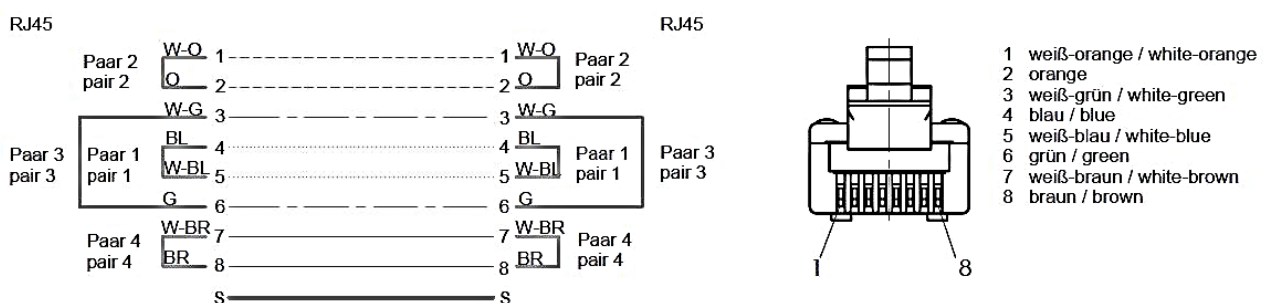 RJ45
RJ45
W-O 1 1 W-O
Paar 2 Paar 2
pair 2 pair 2
O 2 2 O
W-G 3 3 W-G
BL 4 4 BL
Paar 3 Paar 1 Paar 1 Paar 3
pair 3 pair 1 pair 1 pair 3
W-BL 5 5 W-BL
G 6 6 G
W-BR 7 7 W-BR
Paar 4 Paar 4
pair 4 pair 4
BR 8 8 BR
S S
1 8
1 weiß-orange / white-orange
2 orange
3 weiß-grün / white-green
4 blau / blue
5 weiß-blau / white-blue
6 grün / green
7 weiß-braun / white-brown
8 braun / brown